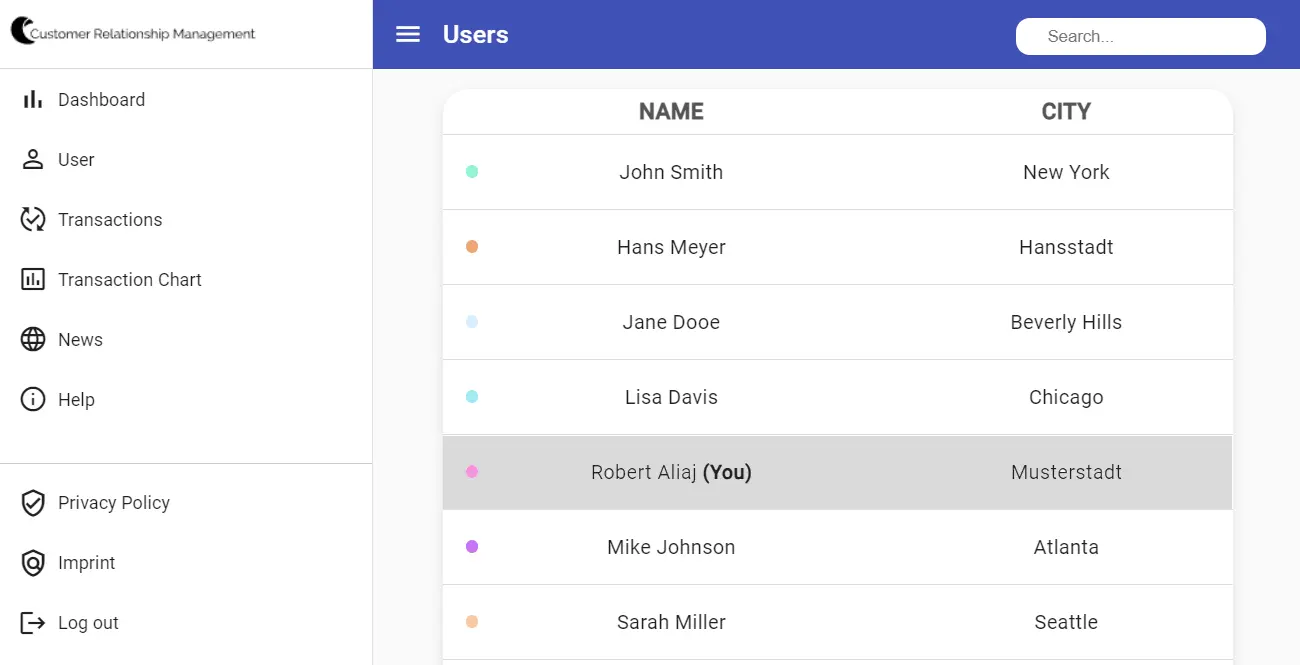 Customer Relationship Management
Dashboard
User
Transactions
Transaction Chart
News
Help
Privacy Policy
Imprint
Log out
Users
Search...
NAME CITY
John Smith New York
Hans Meyer Hansstadt
Jane Dooe Beverly Hills
Lisa Davis Chicago
Robert Aliaj (You) Musterstadt
Mike Johnson Atlanta
Sarah Miller Seattle